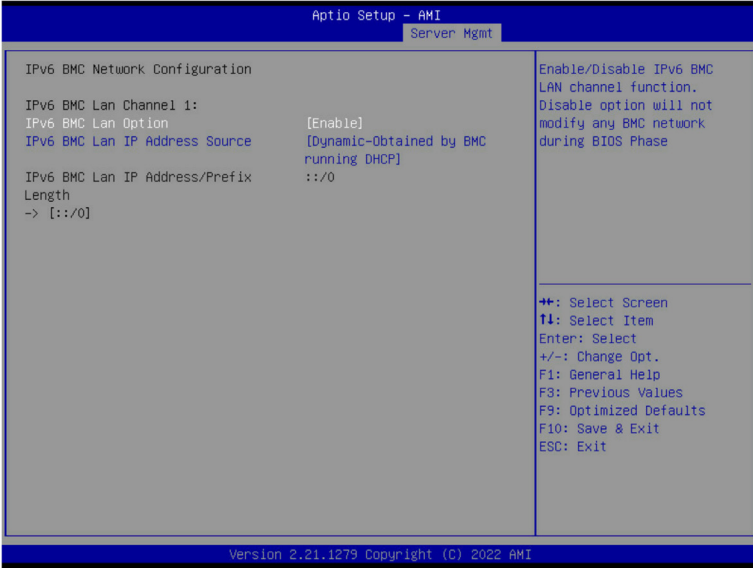 Aptio Setup – AMI
Server Mgmt
IPv6 BMC Network Configuration
IPv6 BMC Lan Channel 1:
IPv6 BMC Lan Option [Enable]
IPv6 BMC Lan IP Address Source [Dynamic-Obtained by BMC
running DHCP]
IPv6 BMC Lan IP Address/Prefix ::/0
Length
-> [::/0]
Enable/Disable IPv6 BMC
LAN channel function.
Disable option will not
modify any BMC network
during BIOS Phase
→←: Select Screen
↑↓: Select Item
Enter: Select
+/-: Change Opt.
F1: General Help
F3: Previous Values
F9: Optimized Defaults
F10: Save & Exit
ESC: Exit
Version 2.21.1279 Copyright (C) 2022 AMI